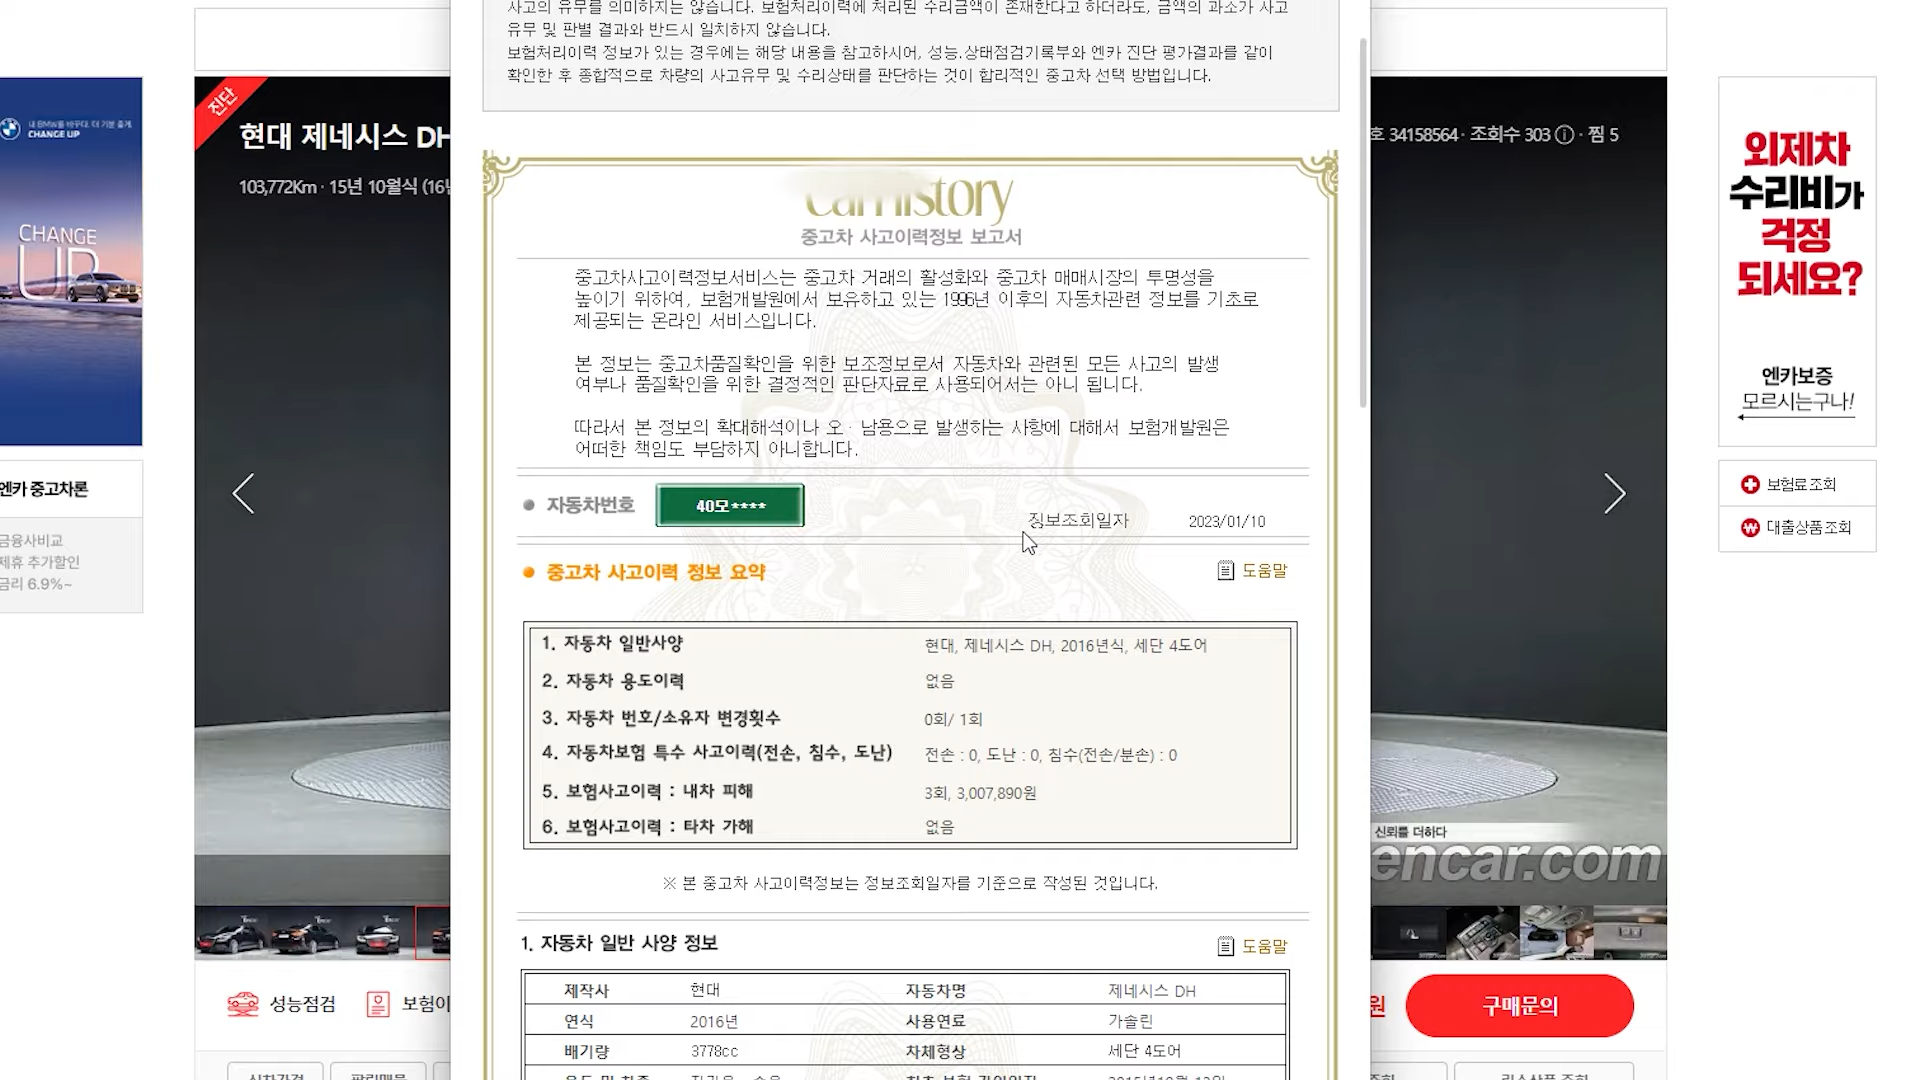 사고의 유무를 의미하지는 않습니다. 보험처리이력에 처리된 수리금액이 존재한다고 하더라도, 금액의 과소가 사고
유무 및 판별 결과와 반드시 일치하지 않습니다.
보험처리이력 정보가 있는 경우에는 해당 내용을 참고하시어, 성능.상태점검기록부와 엔카 진단 평가결과를 같이
확인한 후 종합적으로 차량의 사고유무 및 수리상태를 판단하는 것이 합리적인 중고차 선택 방법입니다.
내 BMW를 바꾸다. 더 기분 좋게.
CHANGE UP
CHANGE
UP
엔카 중고차론
금융사비교
제휴 추가할인
금리 6.9%~
진단
현대 제네시스 DH
103,772Km · 15년 10월식 (16년
호 34158564 · 조회수 303 · 찜 5
carhistory
중고차 사고이력정보 보고서
중고차사고이력정보서비스는 중고차 거래의 활성화와 중고차 매매시장의 투명성을
높이기 위하여, 보험개발원에서 보유하고 있는 1996년 이후의 자동차관련 정보를 기초로
제공되는 온라인 서비스입니다.
본 정보는 중고차품질확인을 위한 보조정보로서 자동차와 관련된 모든 사고의 발생
여부나 품질확인을 위한 결정적인 판단자료로 사용되어서는 아니 됩니다.
따라서 본 정보의 확대해석이나 오 · 남용으로 발생하는 사항에 대해서 보험개발원은
어떠한 책임도 부담하지 아니합니다.
자동차번호 40모****
정보조회일자 2023/01/10
중고차 사고이력 정보 요약 도움말
1. 자동차 일반사양 현대, 제네시스 DH, 2016년식, 세단 4도어
2. 자동차 용도이력 없음
3. 자동차 번호/소유자 변경횟수 0회/ 1회
4. 자동차보험 특수 사고이력(전손, 침수, 도난) 전손 : 0, 도난 : 0, 침수(전손/분손) : 0
5. 보험사고이력 : 내차 피해 3회, 3,007,890원
6. 보험사고이력 : 타차 가해 없음
※ 본 중고차 사고이력정보는 정보조회일자를 기준으로 작성된 것입니다.
1. 자동차 일반 사양 정보 도움말
제작사 현대 자동차명 제네시스 DH
연식 2016년 사용연료 가솔린
배기량 3778cc 차체형상 세단 4도어
성능점검
보험이
신뢰를 더하다
encar.com
원
구매문의
외제차
수리비가
걱정
되세요?
엔카보증
모르시는구나!
보험료조회
대출상품조회